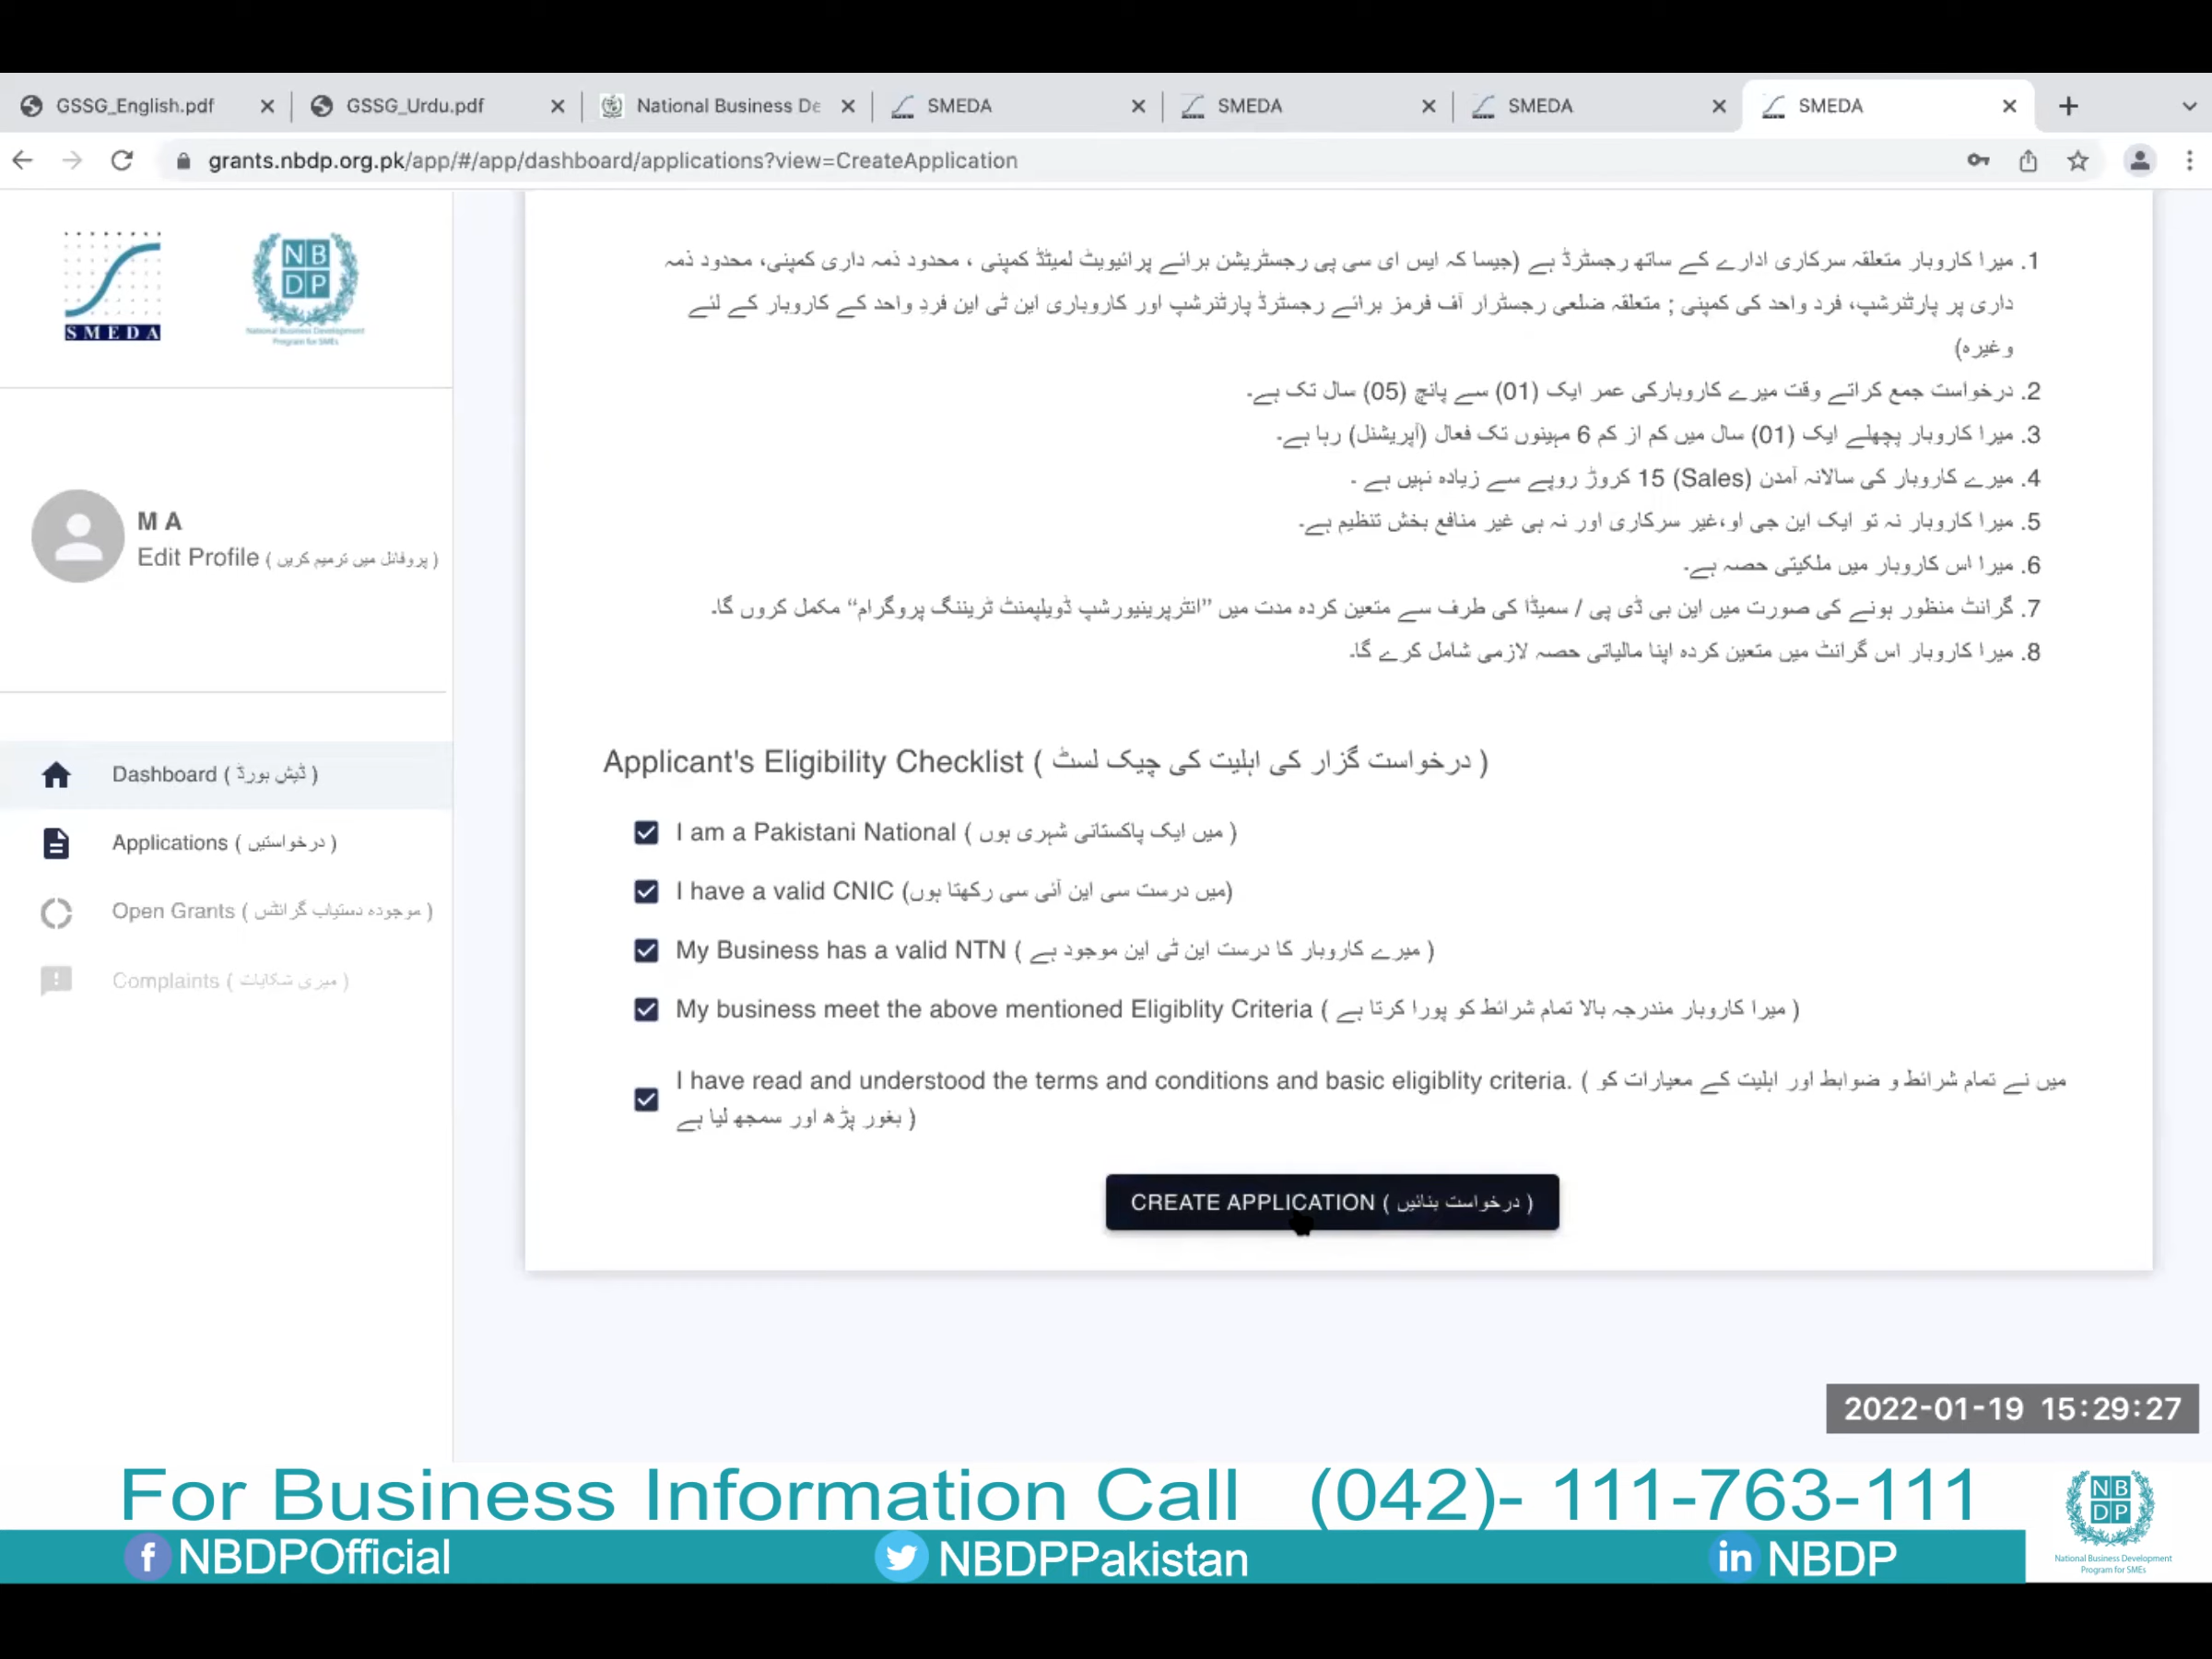 GSSG_English.pdf
GSSG_Urdu.pdf
National Business De
SMEDA
SMEDA
SMEDA
SMEDA
grants.nbdp.org.pk/app/#/app/dashboard/applications?view=CreateApplication
SMEDA
NB
DP
National Business Development
Program for SMEs
M A
Edit Profile ( پروفائل میں ترمیم کریں )
Dashboard ( ڈیش بورڈ )
Applications ( درخواستیں )
Open Grants ( موجودہ دستیاب گرانٹس )
Complaints ( میری شکایات )
1. میرا کاروبار متعلقہ سرکاری ادارے کے ساتھ رجسٹرڈ ہے (جیسا کہ ایس ای سی پی رجسٹریشن برائے پرائیویٹ لمیٹڈ کمپنی ، محدود ذمہ داری کمپنی، محدود ذمہ
داری پر پارٹنرشپ، فرد واحد کی کمپنی ; متعلقہ ضلعی رجسٹرار آف فرمز برائے رجسٹرڈ پارٹنرشپ اور کاروباری این ٹی این فردِ واحد کے کاروبار کے لئے
وغیرہ)
2. درخواست جمع کراتے وقت میرے کاروبارکی عمر ایک (01) سے پانچ (05) سال تک ہے۔
3. میرا کاروبار پچھلے ایک (01) سال میں کم از کم 6 مہینوں تک فعال (آپریشنل) رہا ہے۔
4. میرے کاروبار کی سالانہ آمدن (Sales) 15 کروڑ روپے سے زیادہ نہیں ہے ۔
5. میرا کاروبار نہ تو ایک این جی او،غیر سرکاری اور نہ ہی غیر منافع بخش تنظیم ہے۔
6. میرا اس کاروبار میں ملکیتی حصہ ہے۔
7. گرانٹ منظور ہونے کی صورت میں این بی ڈی پی / سمیڈا کی طرف سے متعین کردہ مدت میں “انٹرپرینیورشپ ڈویلپمنٹ ٹریننگ پروگرام” مکمل کروں گا۔
8. میرا کاروبار اس گرانٹ میں متعین کردہ اپنا مالیاتی حصہ لازمی شامل کرے گا۔
Applicant's Eligibility Checklist ( درخواست گزار کی اہلیت کی چیک لسٹ )
I am a Pakistani National ( میں ایک پاکستانی شہری ہوں )
I have a valid CNIC (میں درست سی این آئی سی رکھتا ہوں)
My Business has a valid NTN ( میرے کاروبار کا درست این ٹی این موجود ہے )
My business meet the above mentioned Eligiblity Criteria ( میرا کاروبار مندرجہ بالا تمام شرائط کو پورا کرتا ہے )
I have read and understood the terms and conditions and basic eligiblity criteria. ( میں نے تمام شرائط و ضوابط اور اہلیت کے معیارات کو
بغور پڑھ اور سمجھ لیا ہے )
CREATE APPLICATION ( درخواست بنائیں )
2022-01-19 15:29:27
For Business Information Call (042)- 111-763-111
NBDPOfficial
NBDPPakistan
NBDP
NB
DP
National Business Development
Program for SMEs